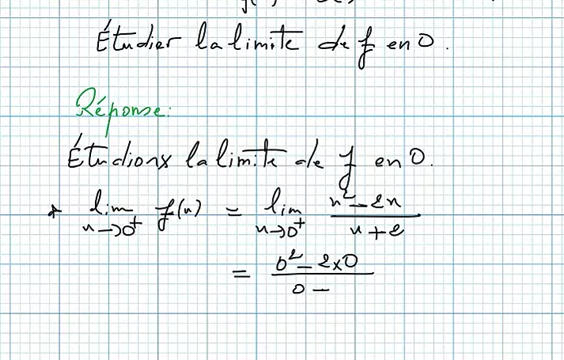 Étudier la limite de f en 0.
Réponse:
Étudions la limite de f en 0.
* lim x→0⁺ f(x) = lim x→0⁺ (x² - 2x)/(x + 2)
= (0² - 2×0)/(0 -